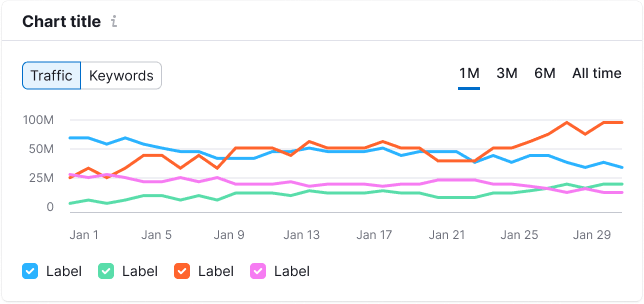 Chart title i
Traffic Keywords 1M 3M 6M All time
100M
50M
25M
0
Jan 1 Jan 5 Jan 9 Jan 13 Jan 17 Jan 21 Jan 25 Jan 29
Label Label Label Label